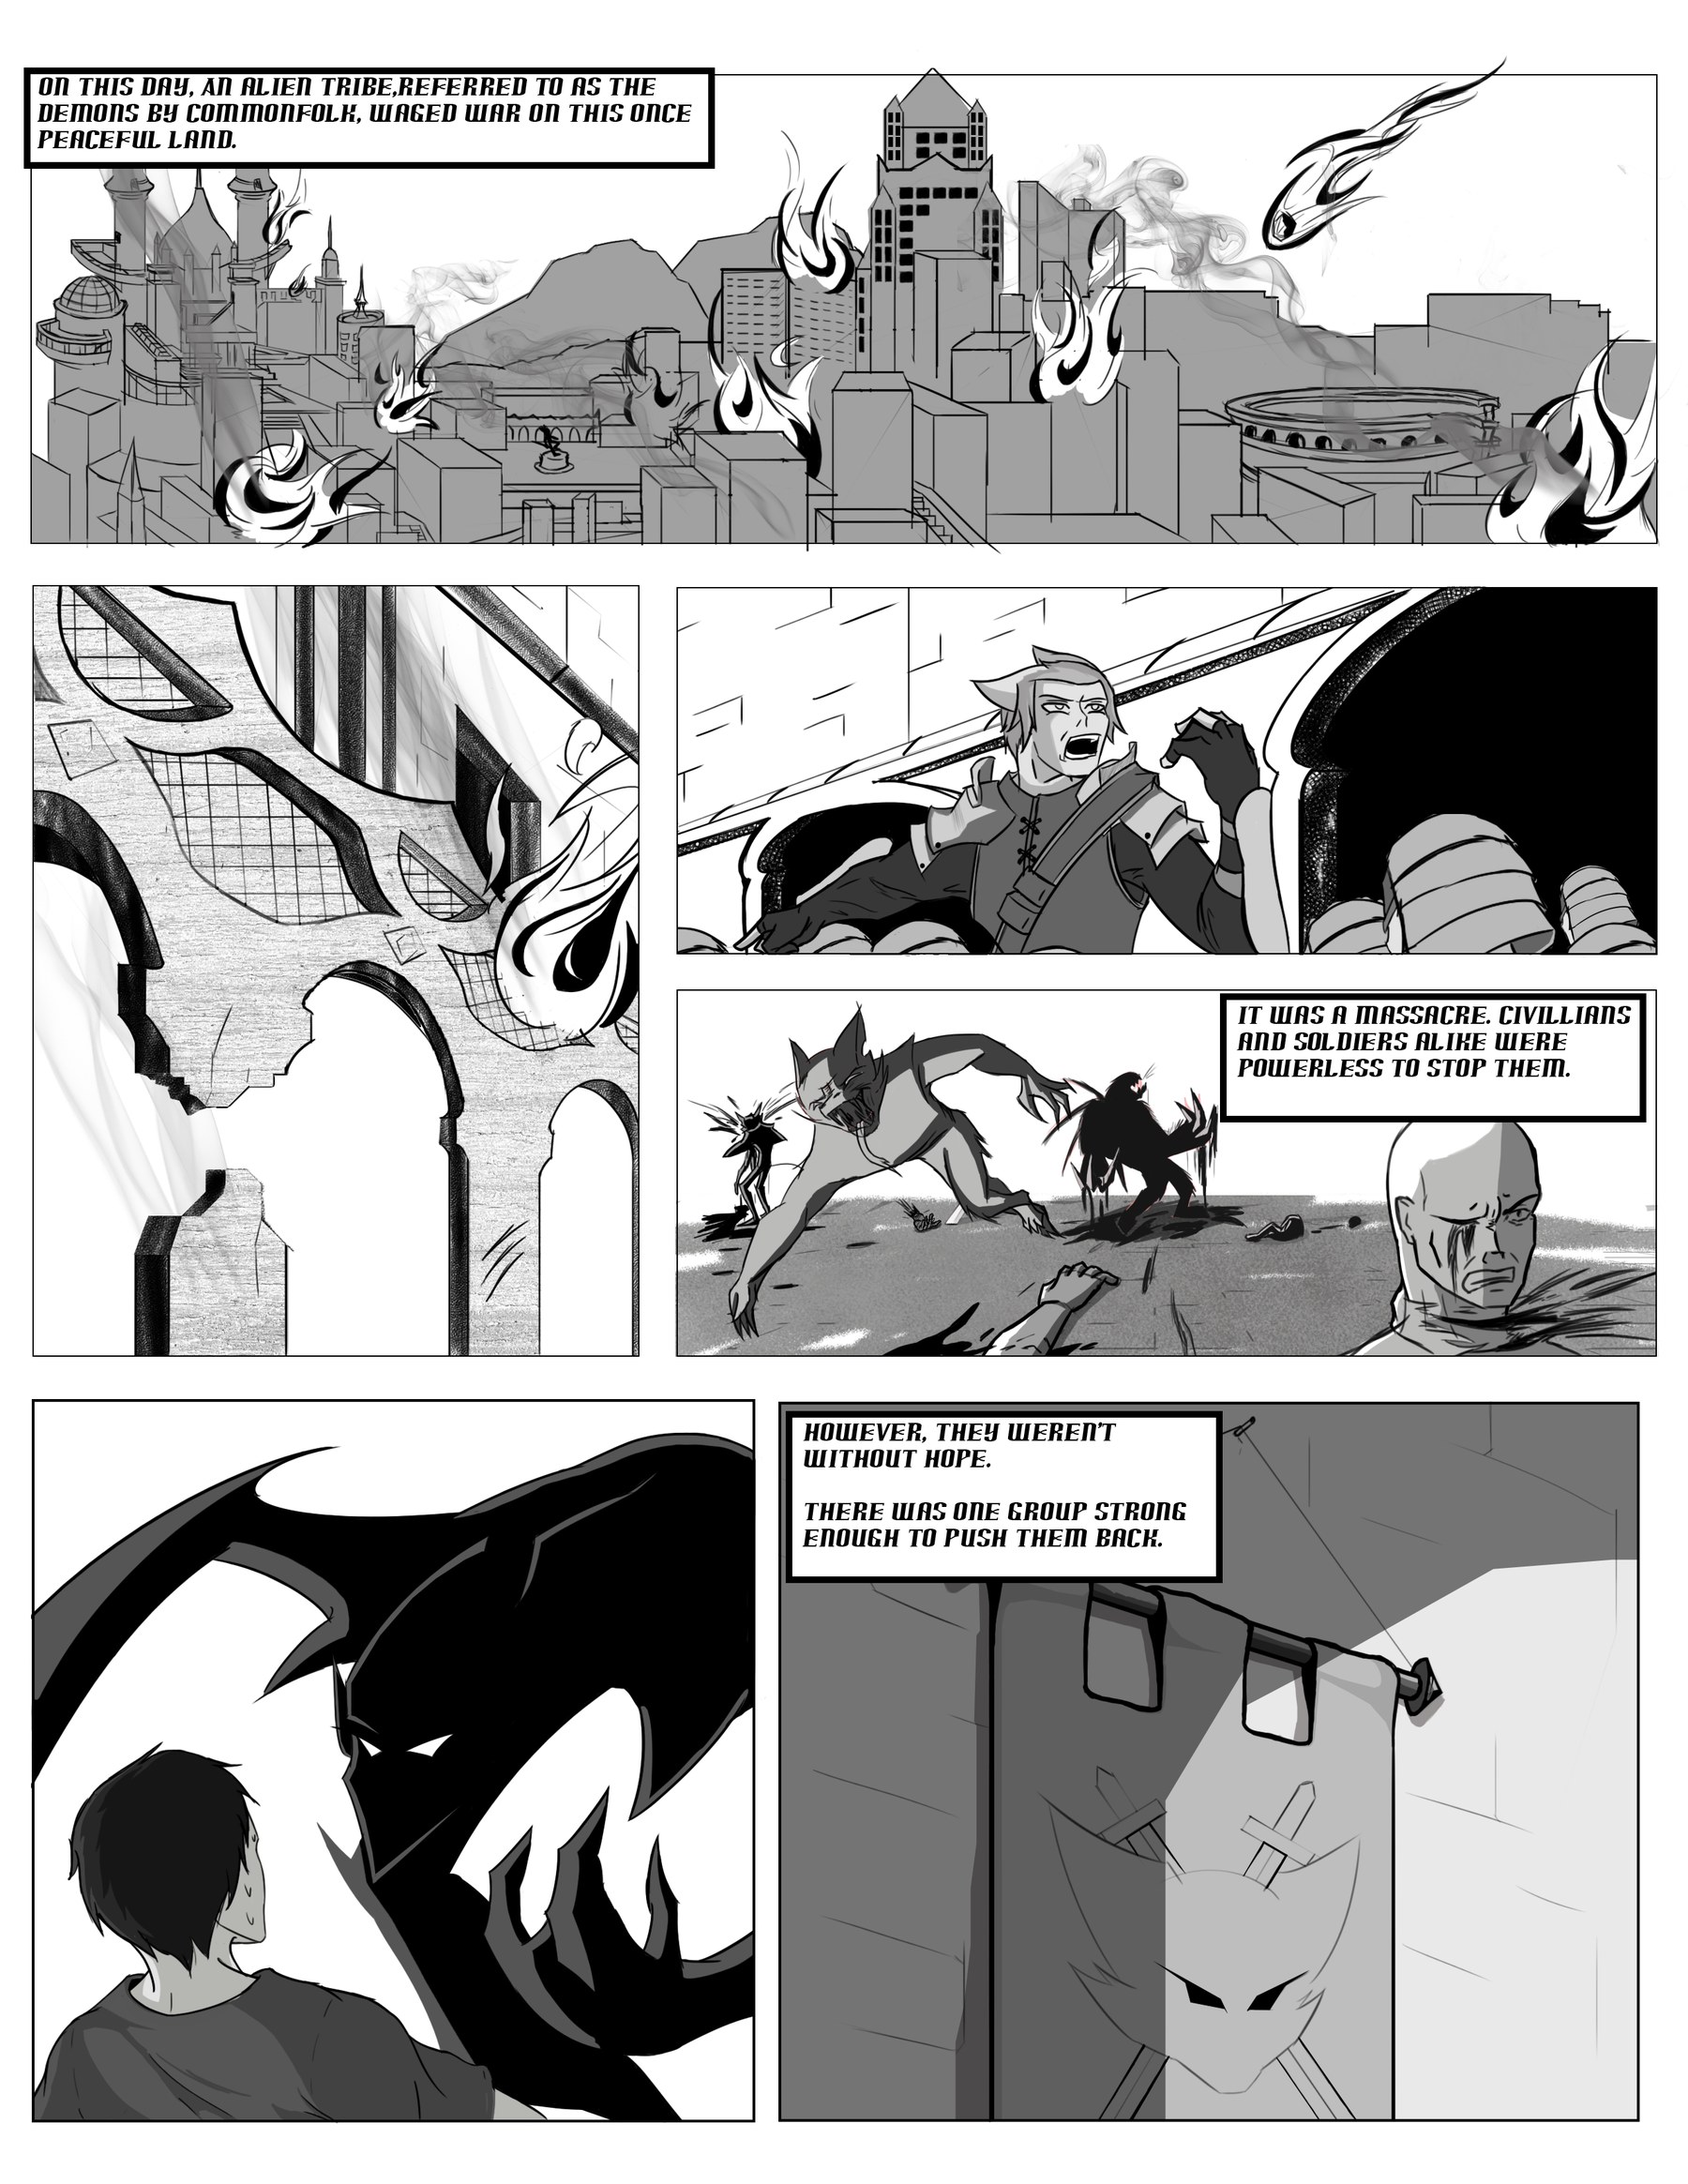 ON THIS DAY, AN ALIEN TRIBE,REFERRED TO AS THE
DEMONS BY COMMONFOLK, WAGED WAR ON THIS ONCE
PEACEFUL LAND.
IT WAS A MASSACRE. CIVILLIANS
AND SOLDIERS ALIKE WERE
POWERLESS TO STOP THEM.
HOWEVER, THEY WEREN'T
WITHOUT HOPE.
THERE WAS ONE GROUP STRONG
ENOUGH TO PUSH THEM BACK.